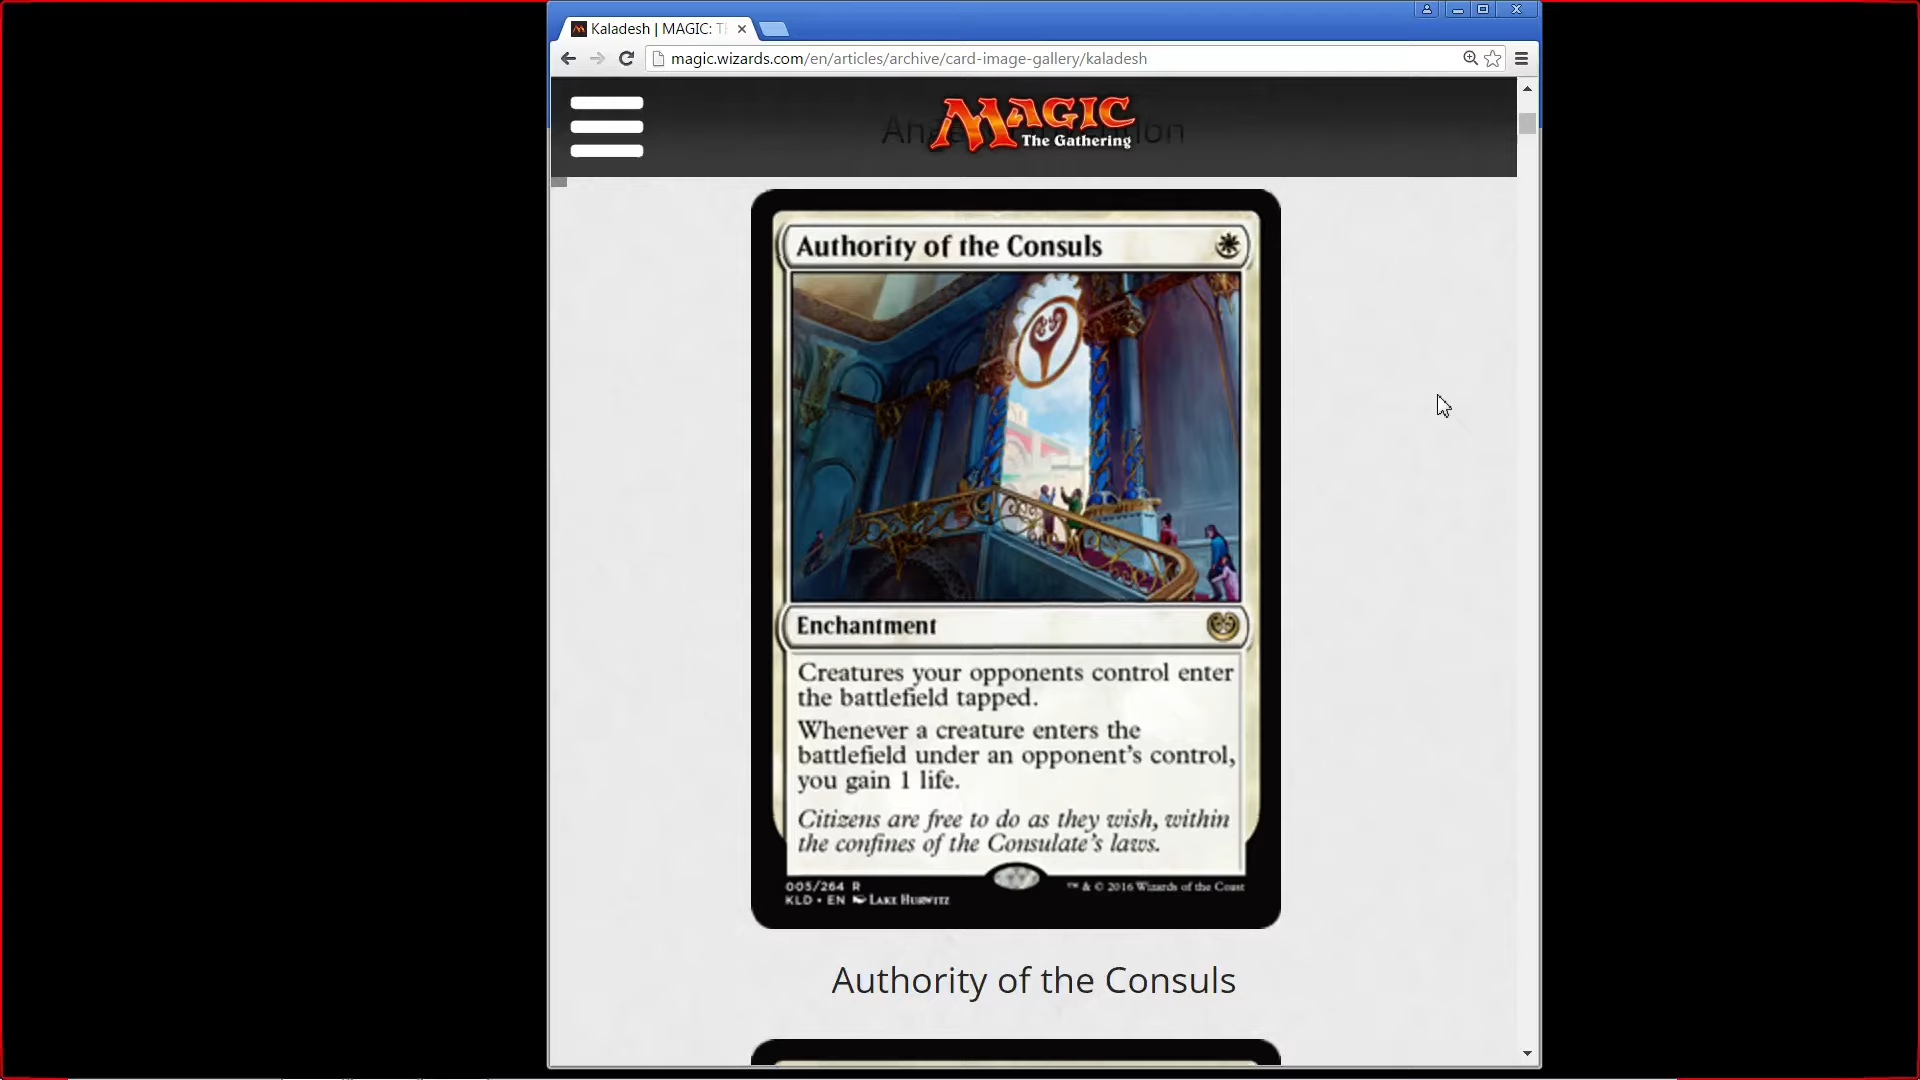 Kaladesh | MAGIC: T
magic.wizards.com/en/articles/archive/card-image-gallery/kaladesh
MAGIC
The Gathering
Authority of the Consuls
Enchantment
Creatures your opponents control enter
the battlefield tapped.
Whenever a creature enters the
battlefield under an opponent's control,
you gain 1 life.
Citizens are free to do as they wish, within
the confines of the Consulate's laws.
005/264 R
™ & © 2016 Wizards of the Coast
KLD • EN Lake Hurwitz
Authority of the Consuls